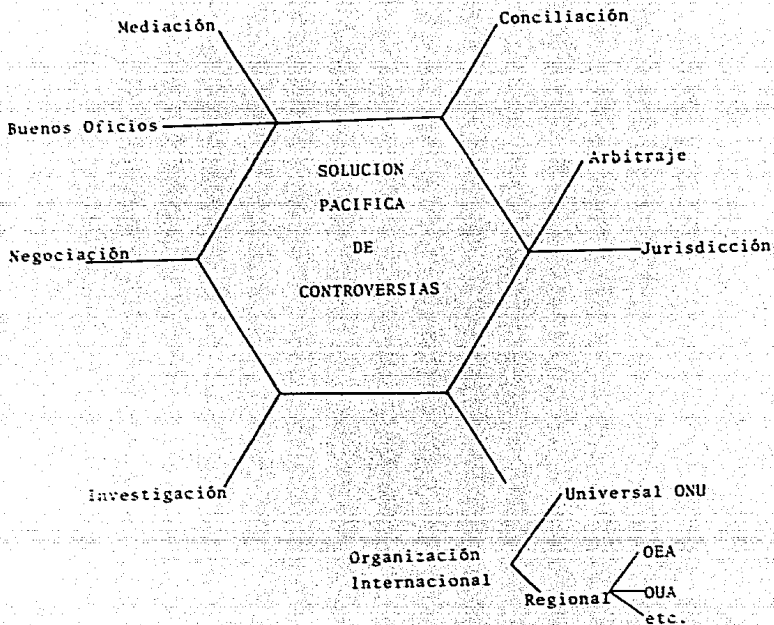 Mediación
Conciliación
Buenos Oficios
Arbitraje
SOLUCION
PACIFICA
DE
CONTROVERSIAS
Jurisdicción
Negociación
Investigación
Universal ONU
Organización
Internacional
OEA
Regional
OUA
etc.